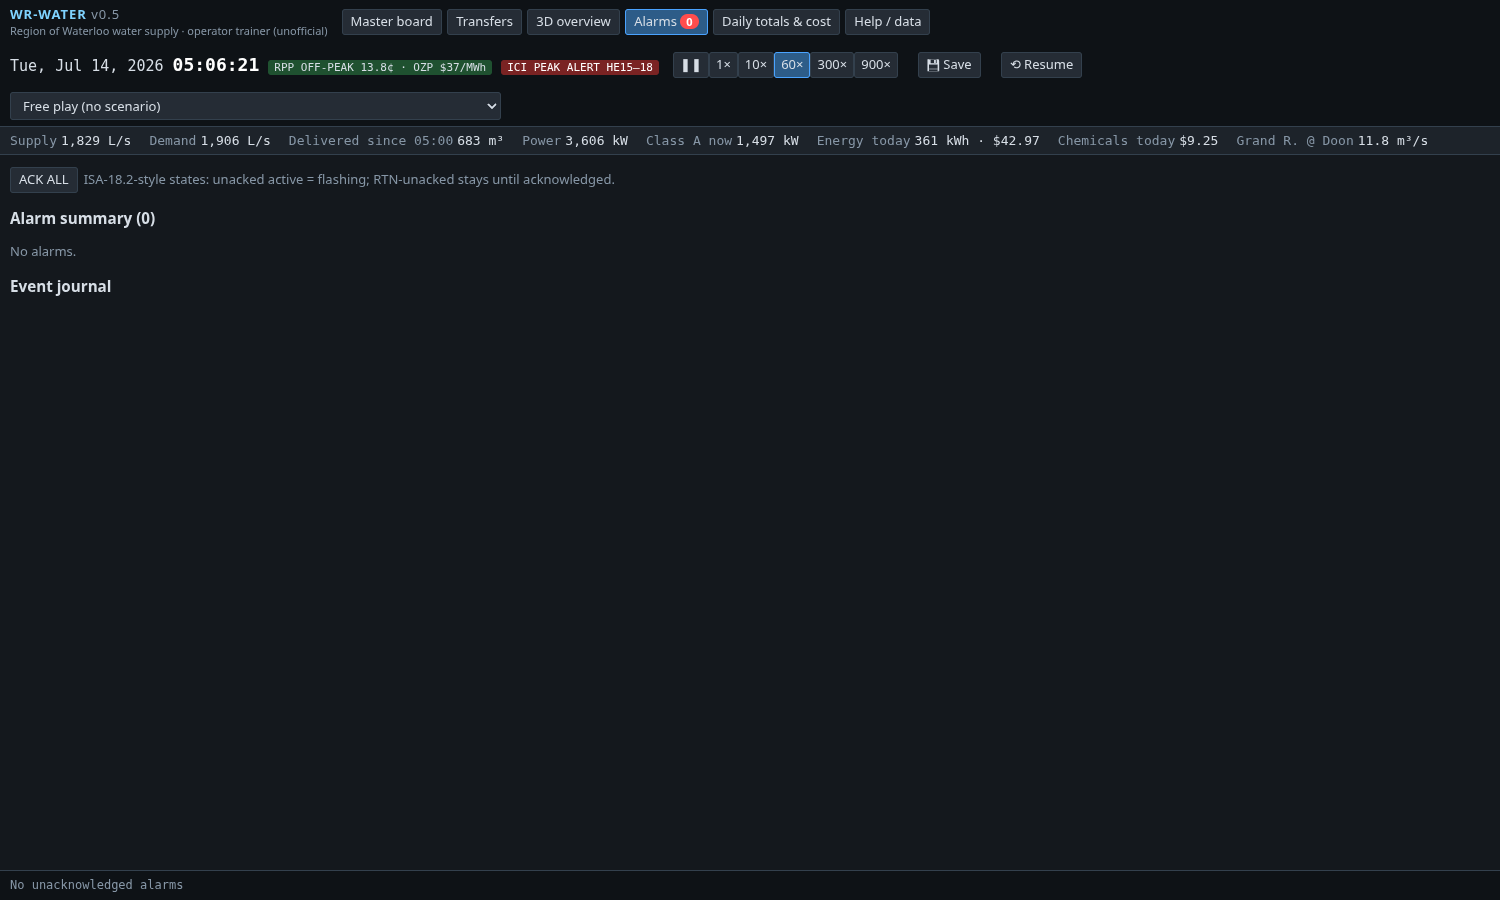 WR-WATER v0.5
Region of Waterloo water supply · operator trainer (unofficial)
Master board
Transfers
3D overview
Alarms 0
Daily totals & cost
Help / data
Tue, Jul 14, 2026 05:06:21
RPP OFF-PEAK 13.8¢ · OZP $37/MWh
ICI PEAK ALERT HE15–18
❚❚ 1× 10× 60× 300× 900×
💾 Save
⟲ Resume
Free play (no scenario)
Supply 1,829 L/s Demand 1,906 L/s Delivered since 05:00 683 m³ Power 3,606 kW Class A now 1,497 kW Energy today 361 kWh · $42.97 Chemicals today $9.25 Grand R. @ Doon 11.8 m³/s
ACK ALL ISA-18.2-style states: unacked active = flashing; RTN-unacked stays until acknowledged.
Alarm summary (0)
No alarms.
Event journal
No unacknowledged alarms